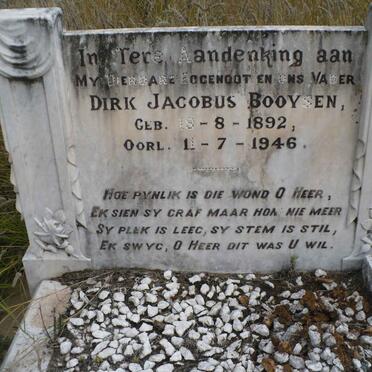 In Tere Aandenking aan
My Dierbare Eggenoot en ons Vader
Dirk Jacobus Booysen,
Geb. 18-8-1892,
Oorl. 11-7-1946.
Hoe pynlik is die wond O Heer,
Ek sien sy graf maar hom nie meer
Sy plek is leeg, sy stem is stil,
Ek swyg, O Heer dit was U wil.